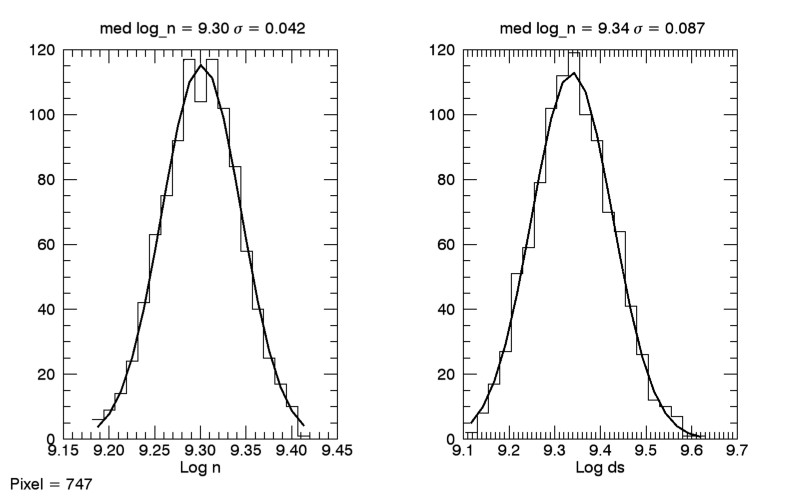 med log_n = 9.30 σ = 0.042
med log_n = 9.34 σ = 0.087
120
100
80
60
40
20
0
9.15 9.20 9.25 9.30 9.35 9.40 9.45
Log n
120
100
80
60
40
20
0
9.1 9.2 9.3 9.4 9.5 9.6 9.7
Log ds
Pixel = 747